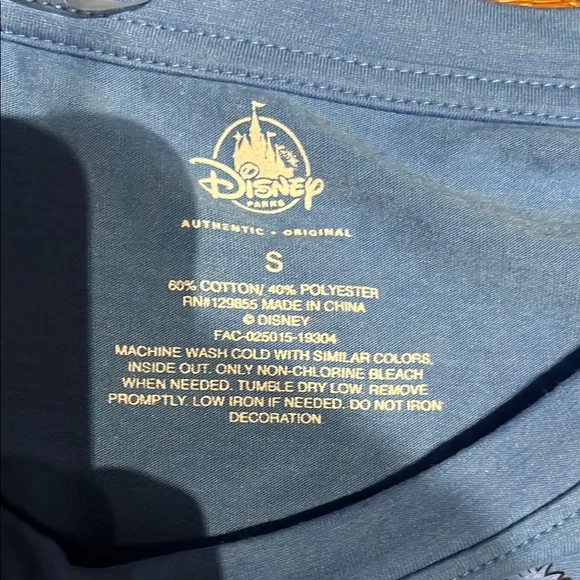 Disney
PARKS
AUTHENTIC • ORIGINAL
S
60% COTTON/ 40% POLYESTER
RN#129855 MADE IN CHINA
© DISNEY
FAC-025015-19304
MACHINE WASH COLD WITH SIMILAR COLORS,
INSIDE OUT. ONLY NON-CHLORINE BLEACH
WHEN NEEDED. TUMBLE DRY LOW. REMOVE
PROMPTLY. LOW IRON IF NEEDED. DO NOT IRON
DECORATION.